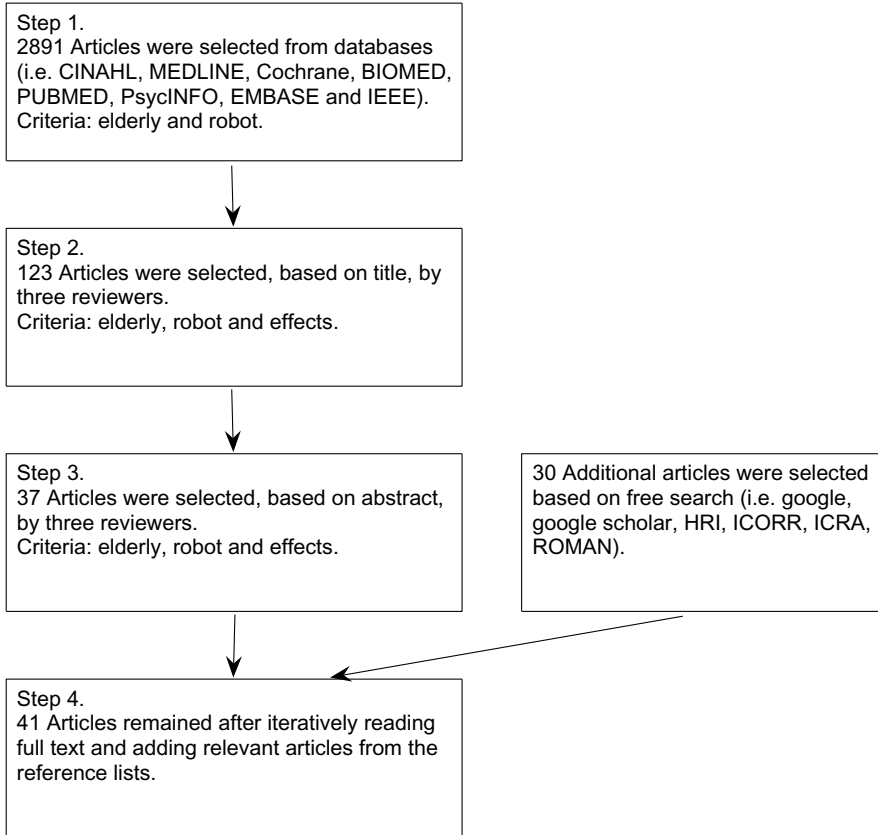 Step 1.
2891 Articles were selected from databases
(i.e. CINAHL, MEDLINE, Cochrane, BIOMED,
PUBMED, PsycINFO, EMBASE and IEEE).
Criteria: elderly and robot.
Step 2.
123 Articles were selected, based on title, by
three reviewers.
Criteria: elderly, robot and effects.
Step 3.
37 Articles were selected, based on abstract,
by three reviewers.
Criteria: elderly, robot and effects.
30 Additional articles were selected
based on free search (i.e. google,
google scholar, HRI, ICORR, ICRA,
ROMAN).
Step 4.
41 Articles remained after iteratively reading
full text and adding relevant articles from the
reference lists.